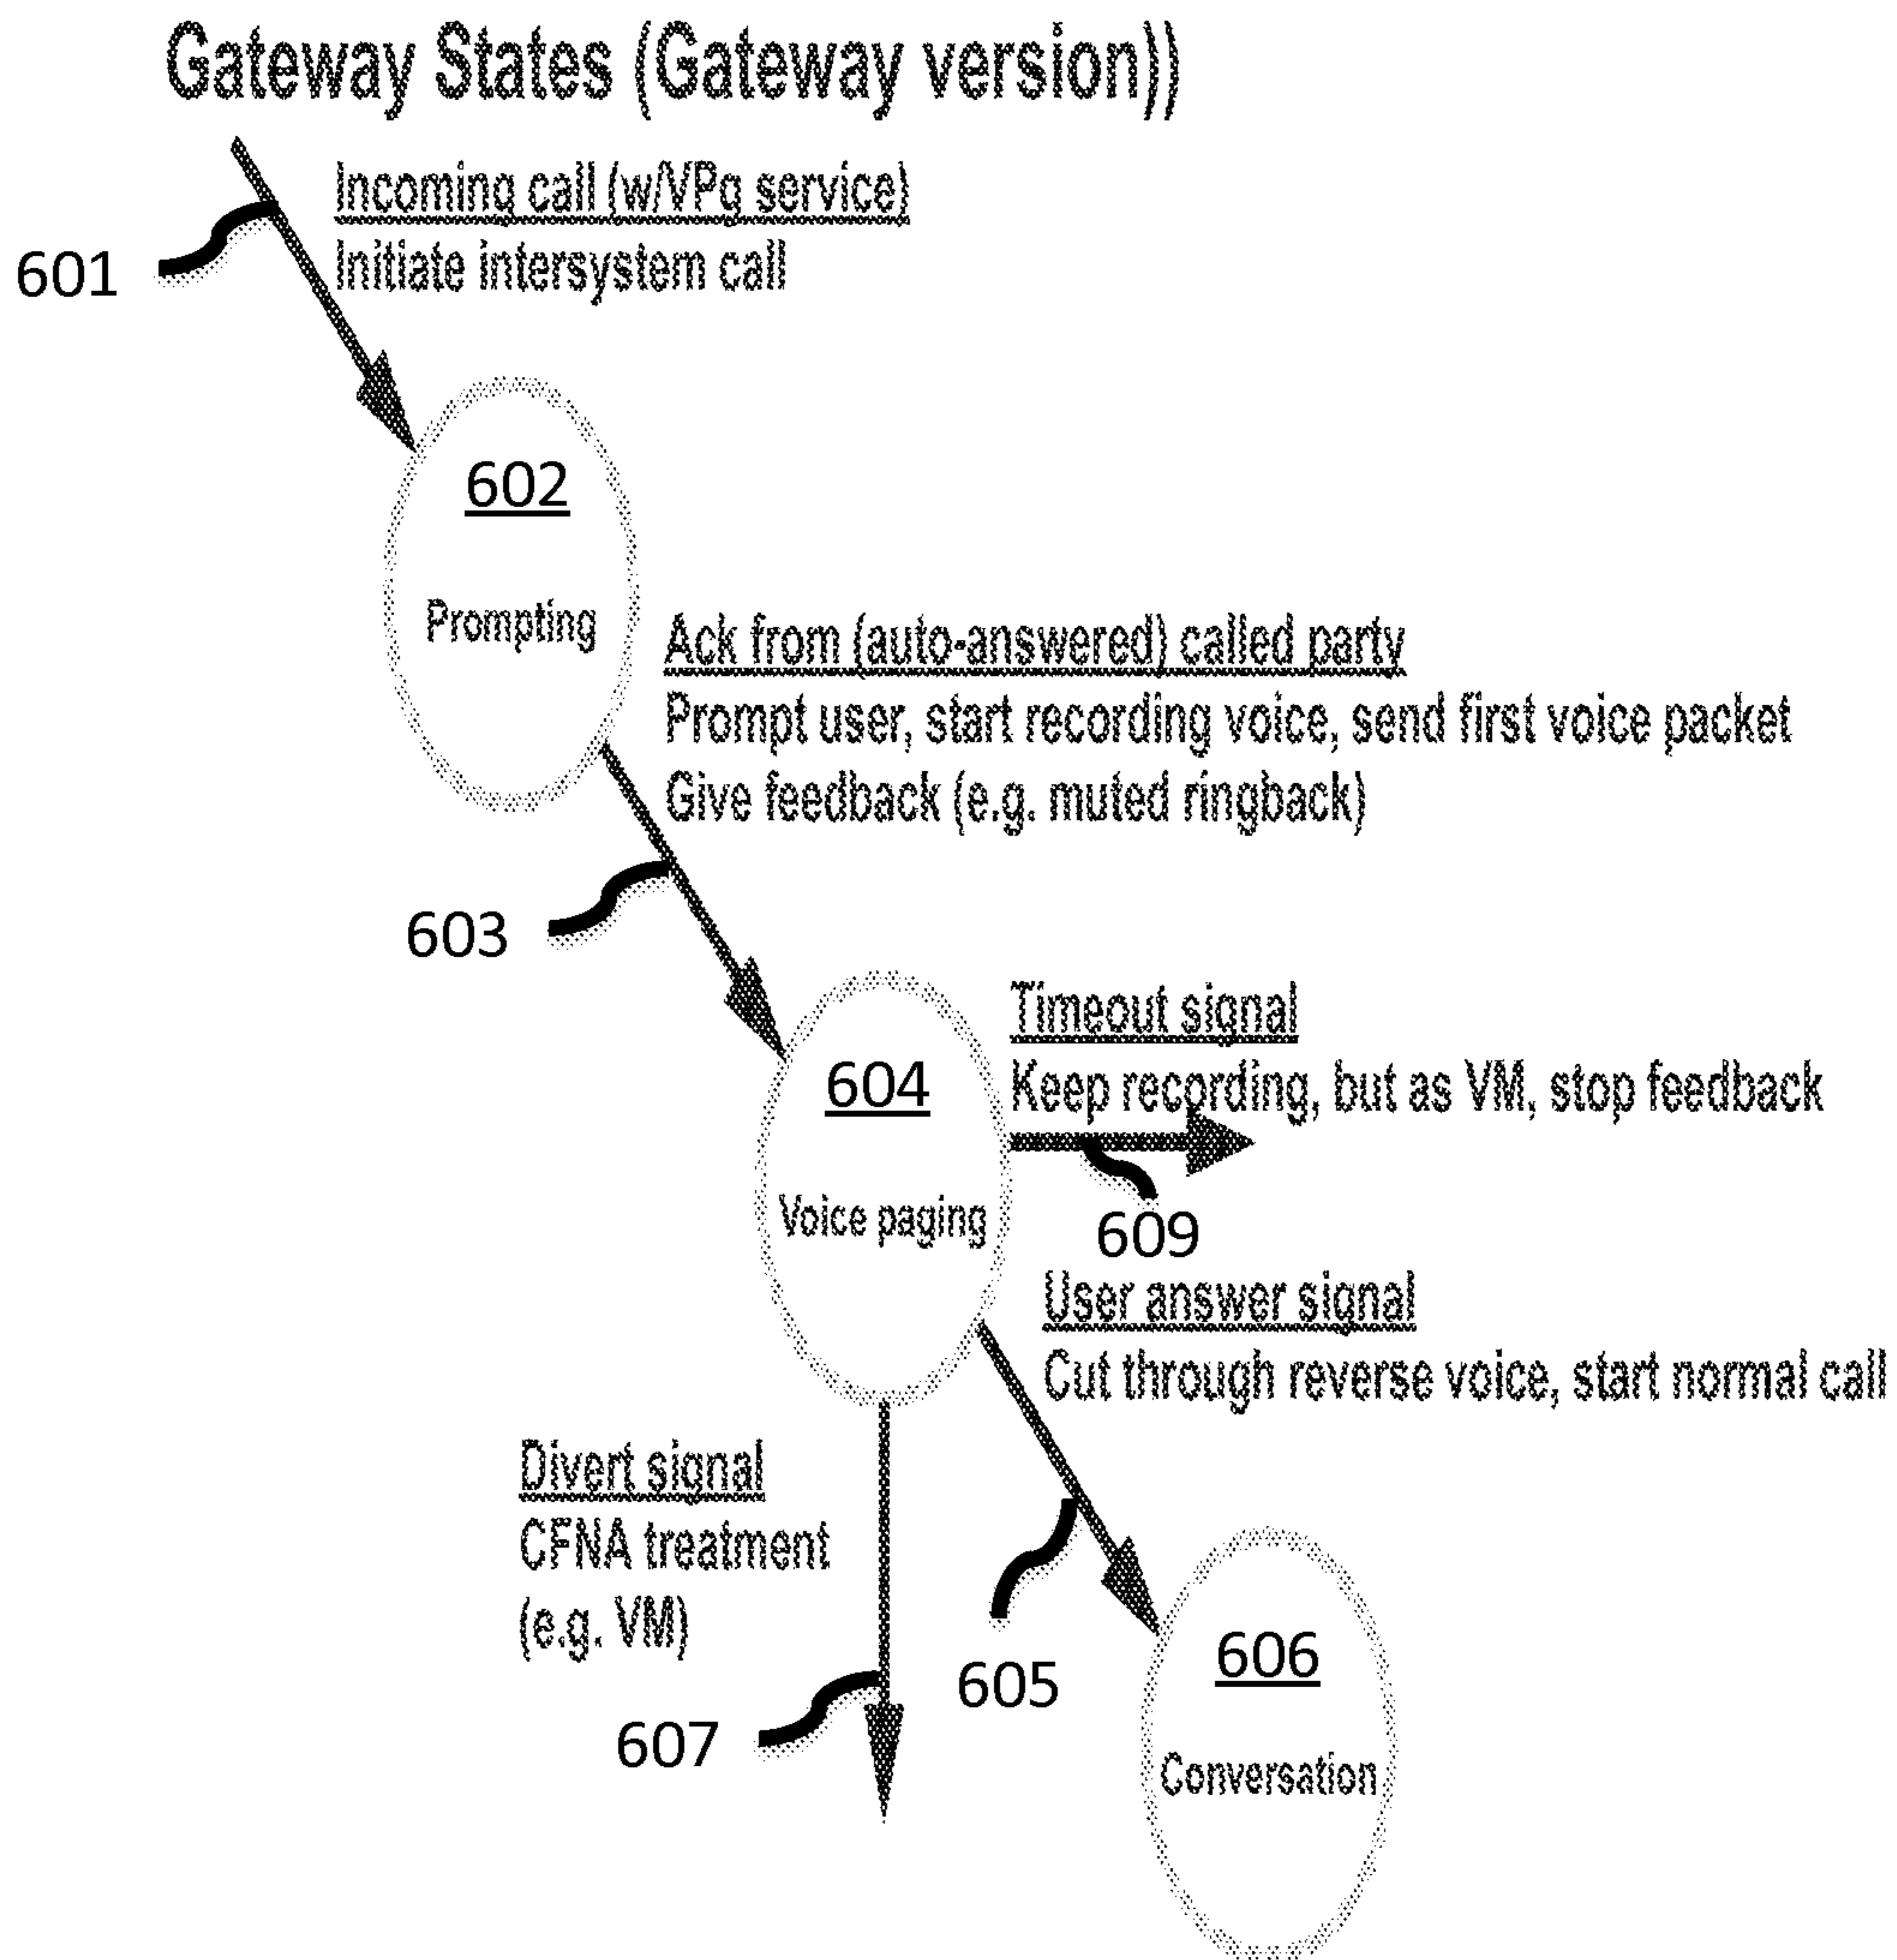 Gateway States (Gateway version))
Incoming call (w/VPg service)
Initiate intersystem call
601
602
Prompting
Ack from (auto-answered) called party
Prompt user, start recording voice, send first voice packet
Give feedback (e.g. muted ringback)
603
Timeout signal
Keep recording, but as VM, stop feedback
604
Voice paging
609
User answer signal
Cut through reverse voice, start normal call
Divert signal
CFNA treatment
(e.g. VM)
605
606
607
Conversation